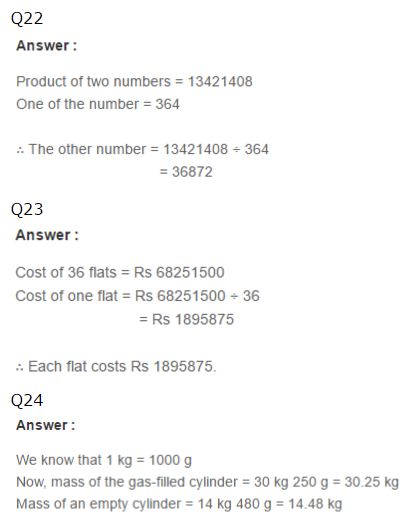 Q22
Answer :
Product of two numbers = 13421408
One of the number = 364
∴ The other number = 13421408 ÷ 364
= 36872
Q23
Answer :
Cost of 36 flats = Rs 68251500
Cost of one flat = Rs 68251500 ÷ 36
= Rs 1895875
∴ Each flat costs Rs 1895875.
Q24
Answer :
We know that 1 kg = 1000 g
Now, mass of the gas-filled cylinder = 30 kg 250 g = 30.25 kg
Mass of an empty cylinder = 14 kg 480 g = 14.48 kg